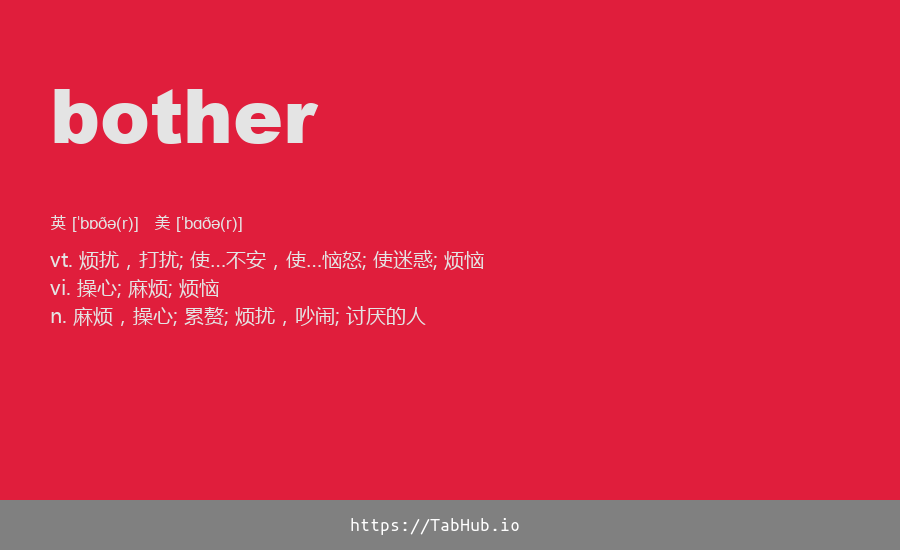 bother
英 [ˈbɒðə(r)] 美 [ˈbɑðə(r)]
vt. 烦扰，打扰; 使...不安，使...恼怒; 使迷惑; 烦恼
vi. 操心; 麻烦; 烦恼
n. 麻烦，操心; 累赘; 烦扰，吵闹; 讨厌的人
https://TabHub.io